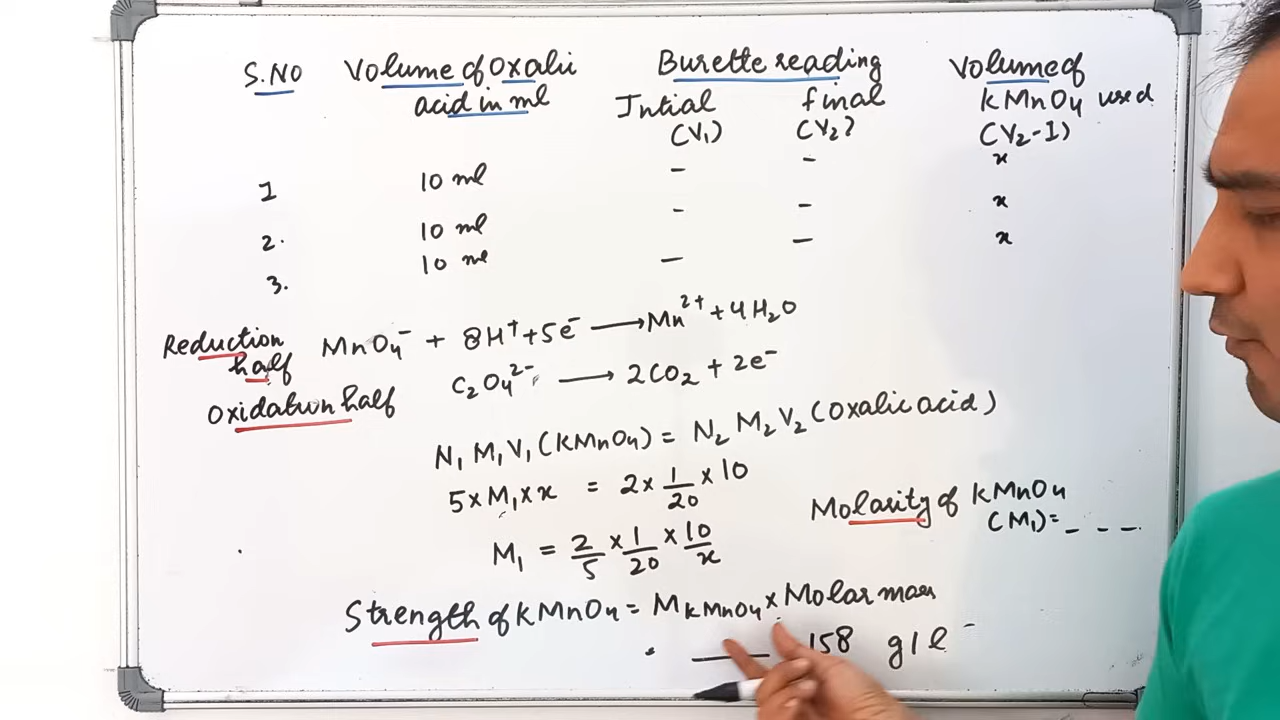 S.NO Volume of Oxalic Burette reading Volume of
acid in ml Intial final KMnO4 used
(V1) (V2) (V2-1)
1 10 ml - - x
2. 10 ml - - x
3. 10 ml - - x
Reduction half MnO4⁻ + 8H⁺ + 5e⁻ ⟶ Mn²⁺ + 4H2O
Oxidation half C2O4²⁻ ⟶ 2CO2 + 2e⁻
N1 M1 V1 (KMnO4) = N2 M2 V2 (Oxalic acid)
5 x M1 x x = 2 x 1/20 x 10
Molarity of KMnO4
(M1) = _ _ _
M1 = 2/5 x 1/20 x 10/x
Strength of KMnO4 = MKMnO4 x Molar mass
158 g/l